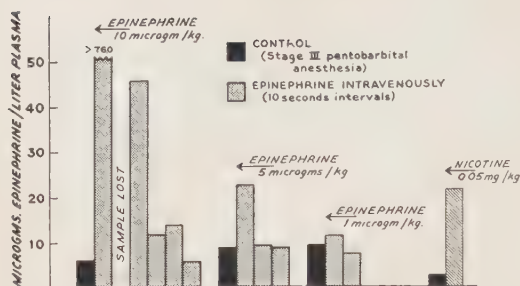 MICROGMS. EPINEPHRINE/LITER PLASMA
50
40
30
20
10
EPINEPHRINE
10 microgm/kg.
> 760
SAMPLE LOST
CONTROL
(Stage III pentobarbital
anesthesia)
EPINEPHRINE INTRAVENOUSLY
(10 seconds intervals)
EPINEPHRINE
5 microgms/kg
EPINEPHRINE
1 microgm/kg.
NICOTINE
0.05 mg/kg